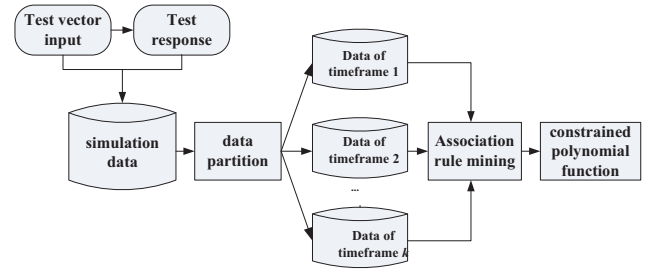 Test vector
input
Test
response
simulation
data
data
partition
Data of
timeframe 1
Data of
timeframe 2
...
Data of
timeframe k
Association
rule mining
constrained
polynomial
function